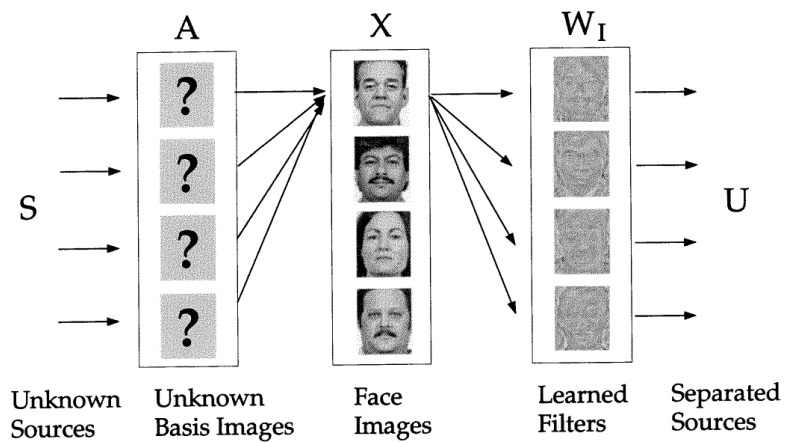 A
X
W_I
?
?
?
?
S
U
Unknown
Sources
Unknown
Basis Images
Face
Images
Learned
Filters
Separated
Sources